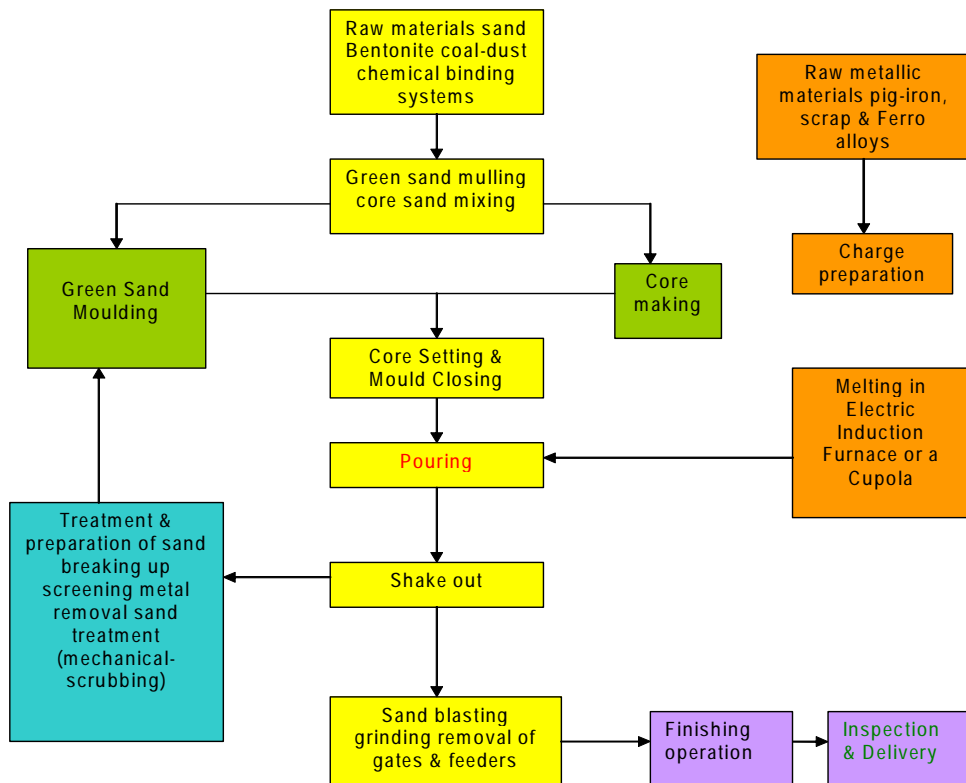 Raw materials sand
Bentonite coal-dust
chemical binding
systems
Raw metallic
materials pig-iron,
scrap & Ferro
alloys
Green sand mulling
core sand mixing
Charge
preparation
Green Sand
Moulding
Core
making
Core Setting &
Mould Closing
Melting in
Electric
Induction
Furnace or a
Cupola
Pouring
Treatment &
preparation of sand
breaking up
screening metal
removal sand
treatment
(mechanical-
scrubbing)
Shake out
Sand blasting
grinding removal of
gates & feeders
Finishing
operation
Inspection
& Delivery